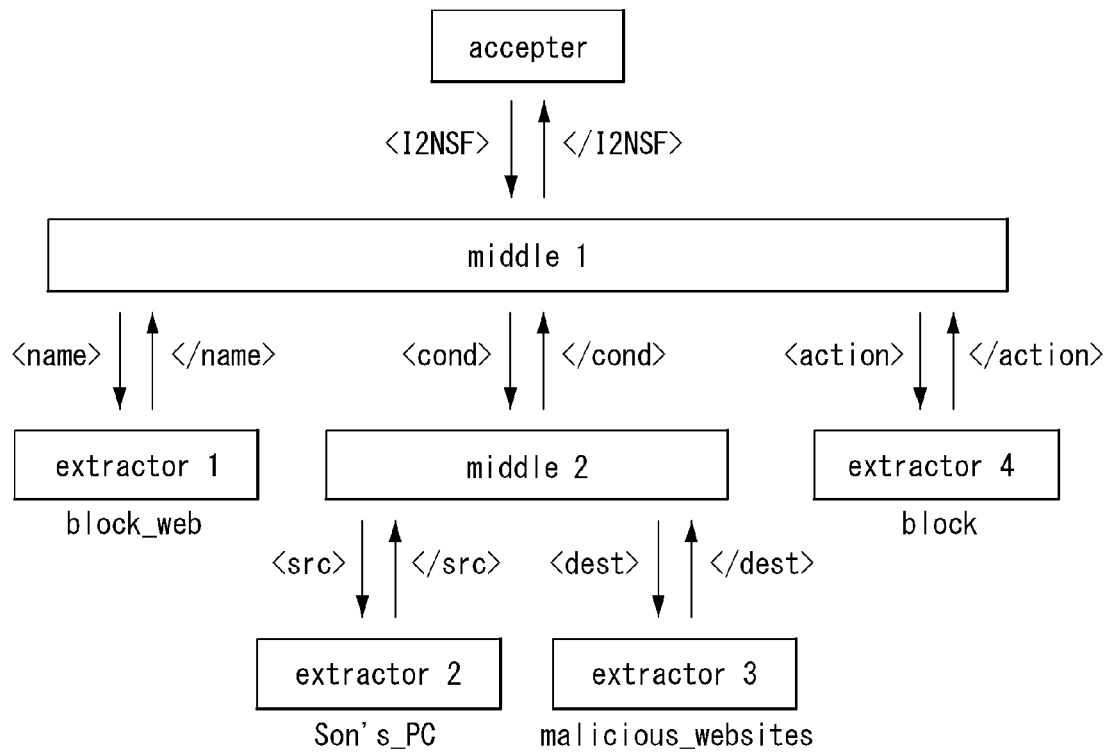 accepter
<I2NSF> </I2NSF>
middle 1
<name> </name> <cond> </cond> <action> </action>
extractor 1 middle 2 extractor 4
block_web block
<src> </src> <dest> </dest>
extractor 2 extractor 3
Son's_PC malicious_websites